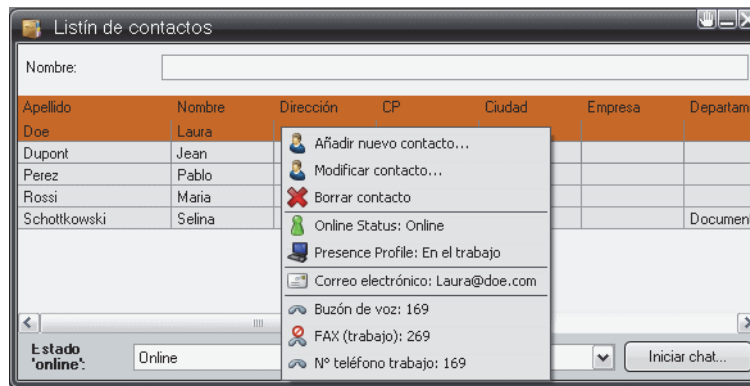 Listín de contactos
Nombre:
Apellido Nombre Dirección CP Ciudad Empresa Departam
Doe Laura
Dupont Jean
Perez Pablo
Rossi Maria
Schottkowski Selina Documen
Añadir nuevo contacto...
Modificar contacto...
Borrar contacto
Online Status: Online
Presence Profile: En el trabajo
Correo electrónico: Laura@doe.com
Buzón de voz: 169
FAX (trabajo): 269
Nº teléfono trabajo: 169
Estado
'online':
Online
Iniciar chat...